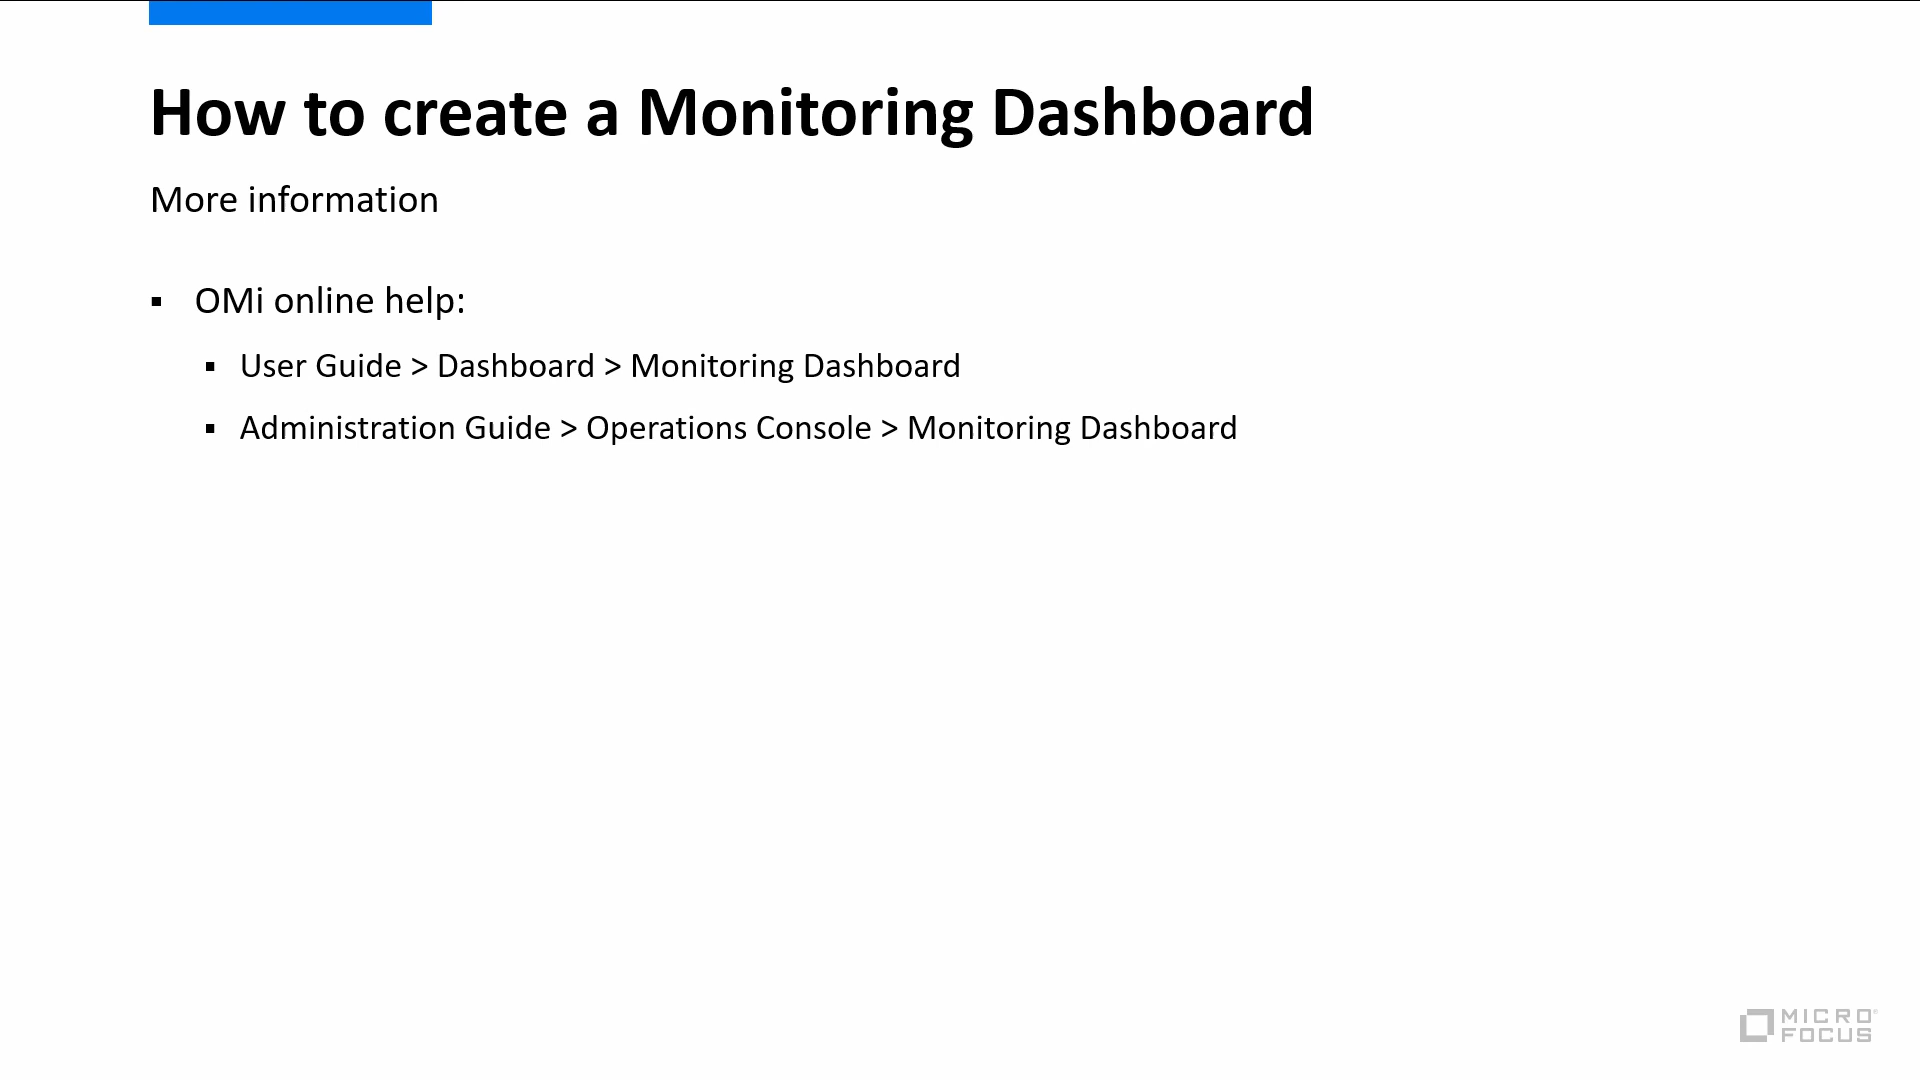 How to create a Monitoring Dashboard
More information
▪ OMi online help:
▪ User Guide > Dashboard > Monitoring Dashboard
▪ Administration Guide > Operations Console > Monitoring Dashboard
MICRO
FOCUS